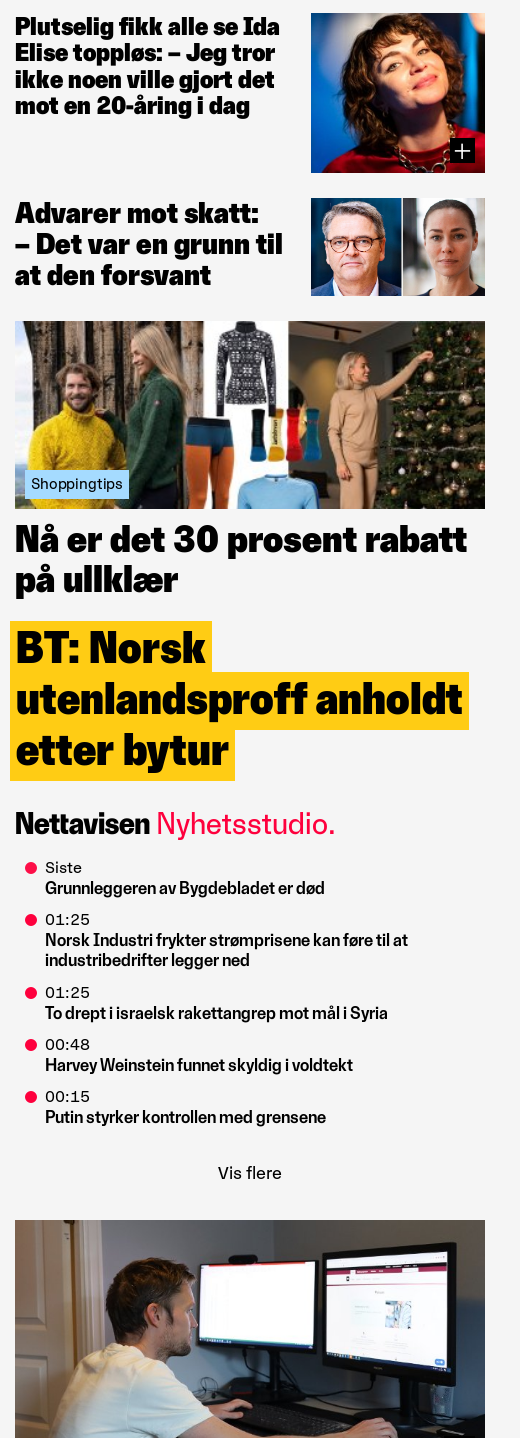 Plutselig fikk alle se Ida
Elise toppløs: – Jeg tror
ikke noen ville gjort det
mot en 20-åring i dag
Advarer mot skatt:
– Det var en grunn til
at den forsvant
Shoppingtips
Nå er det 30 prosent rabatt
på ullklær
BT: Norsk
utenlandsproff anholdt
etter bytur
Nettavisen Nyhetsstudio.
Siste
Grunnleggeren av Bygdebladet er død
01:25
Norsk Industri frykter strømprisene kan føre til at
industribedrifter legger ned
01:25
To drept i israelsk rakettangrep mot mål i Syria
00:48
Harvey Weinstein funnet skyldig i voldtekt
00:15
Putin styrker kontrollen med grensene
Vis flere